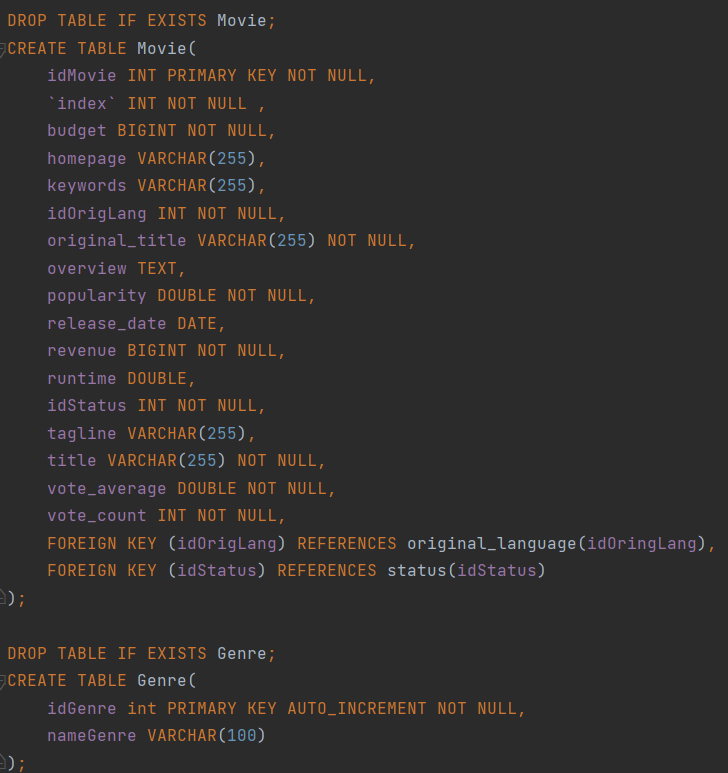 DROP TABLE IF EXISTS Movie;
CREATE TABLE Movie(
    idMovie INT PRIMARY KEY NOT NULL,
    `index` INT NOT NULL ,
    budget BIGINT NOT NULL,
    homepage VARCHAR(255),
    keywords VARCHAR(255),
    idOrigLang INT NOT NULL,
    original_title VARCHAR(255) NOT NULL,
    overview TEXT,
    popularity DOUBLE NOT NULL,
    release_date DATE,
    revenue BIGINT NOT NULL,
    runtime DOUBLE,
    idStatus INT NOT NULL,
    tagline VARCHAR(255),
    title VARCHAR(255) NOT NULL,
    vote_average DOUBLE NOT NULL,
    vote_count INT NOT NULL,
    FOREIGN KEY (idOrigLang) REFERENCES original_language(idOringLang),
    FOREIGN KEY (idStatus) REFERENCES status(idStatus)
);
DROP TABLE IF EXISTS Genre;
CREATE TABLE Genre(
    idGenre int PRIMARY KEY AUTO_INCREMENT NOT NULL,
    nameGenre VARCHAR(100)
);